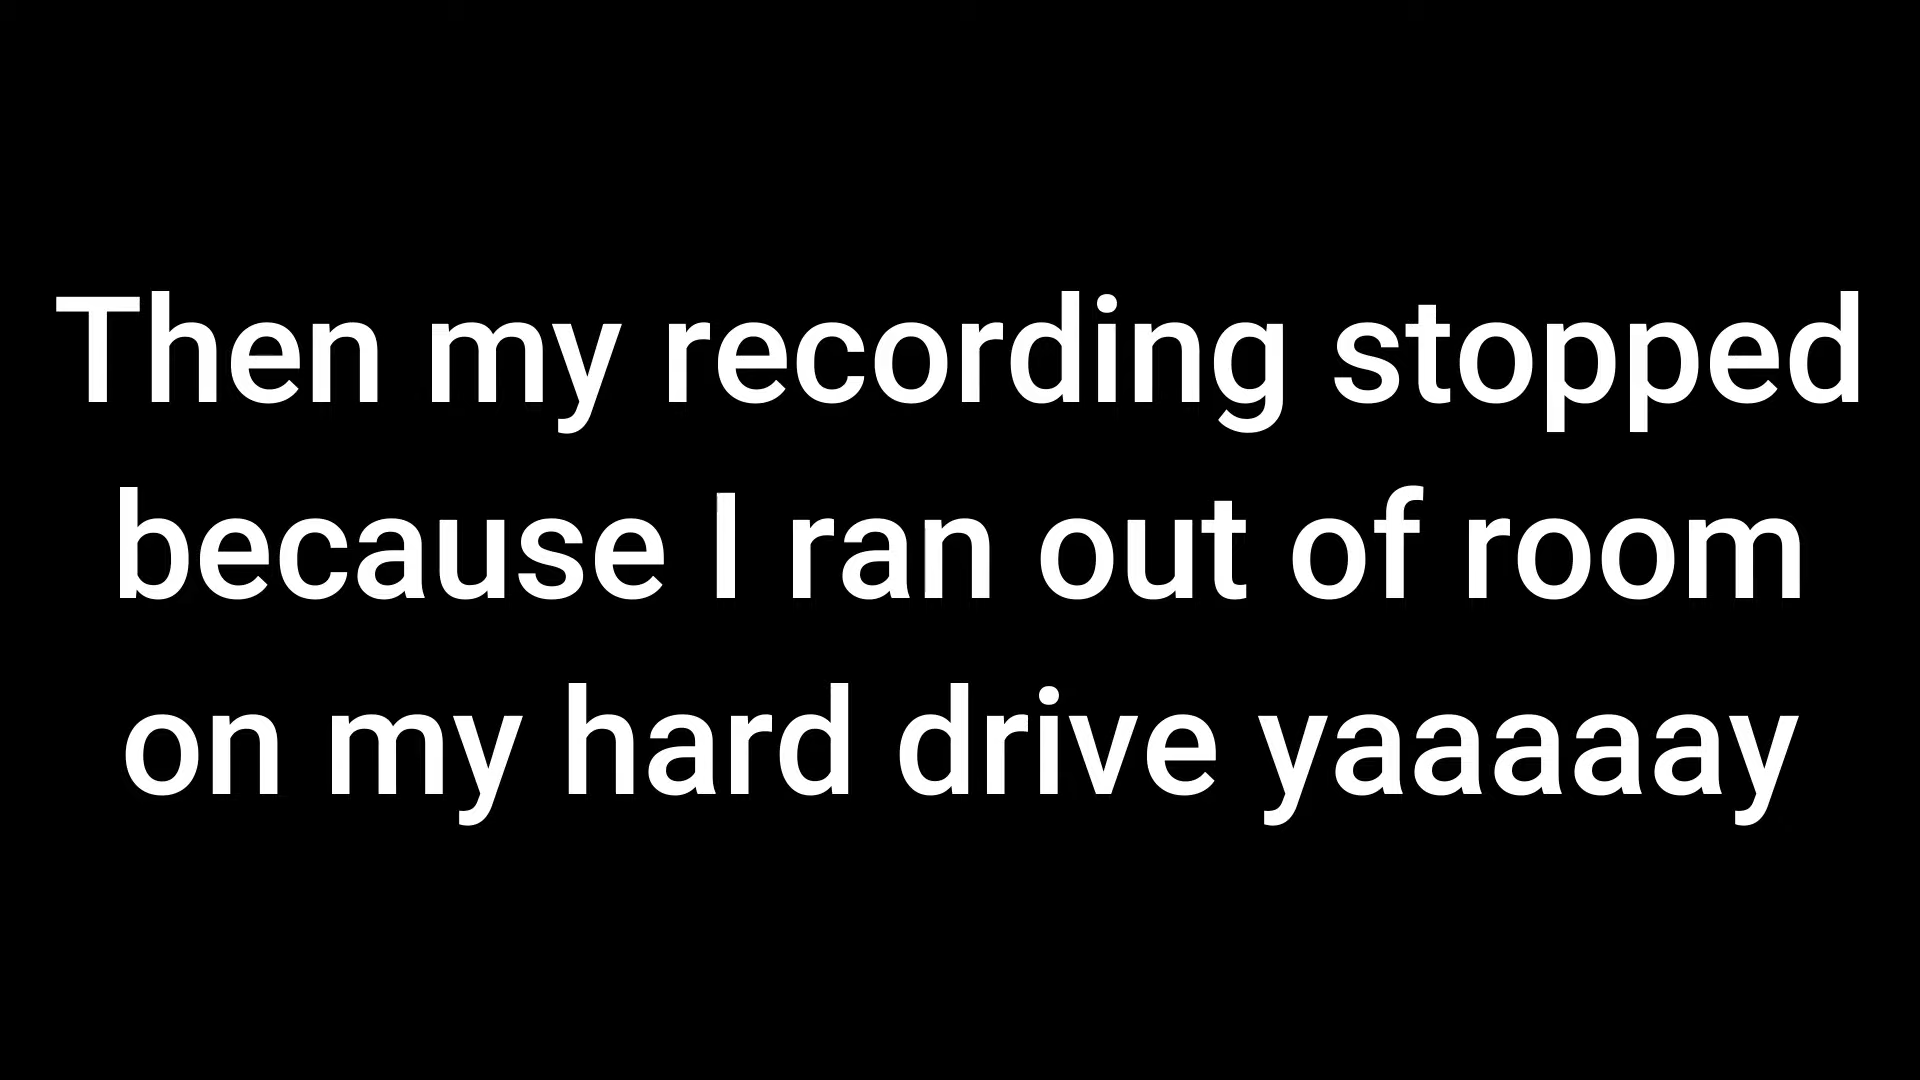 Then my recording stopped
because I ran out of room
on my hard drive yaaaaay